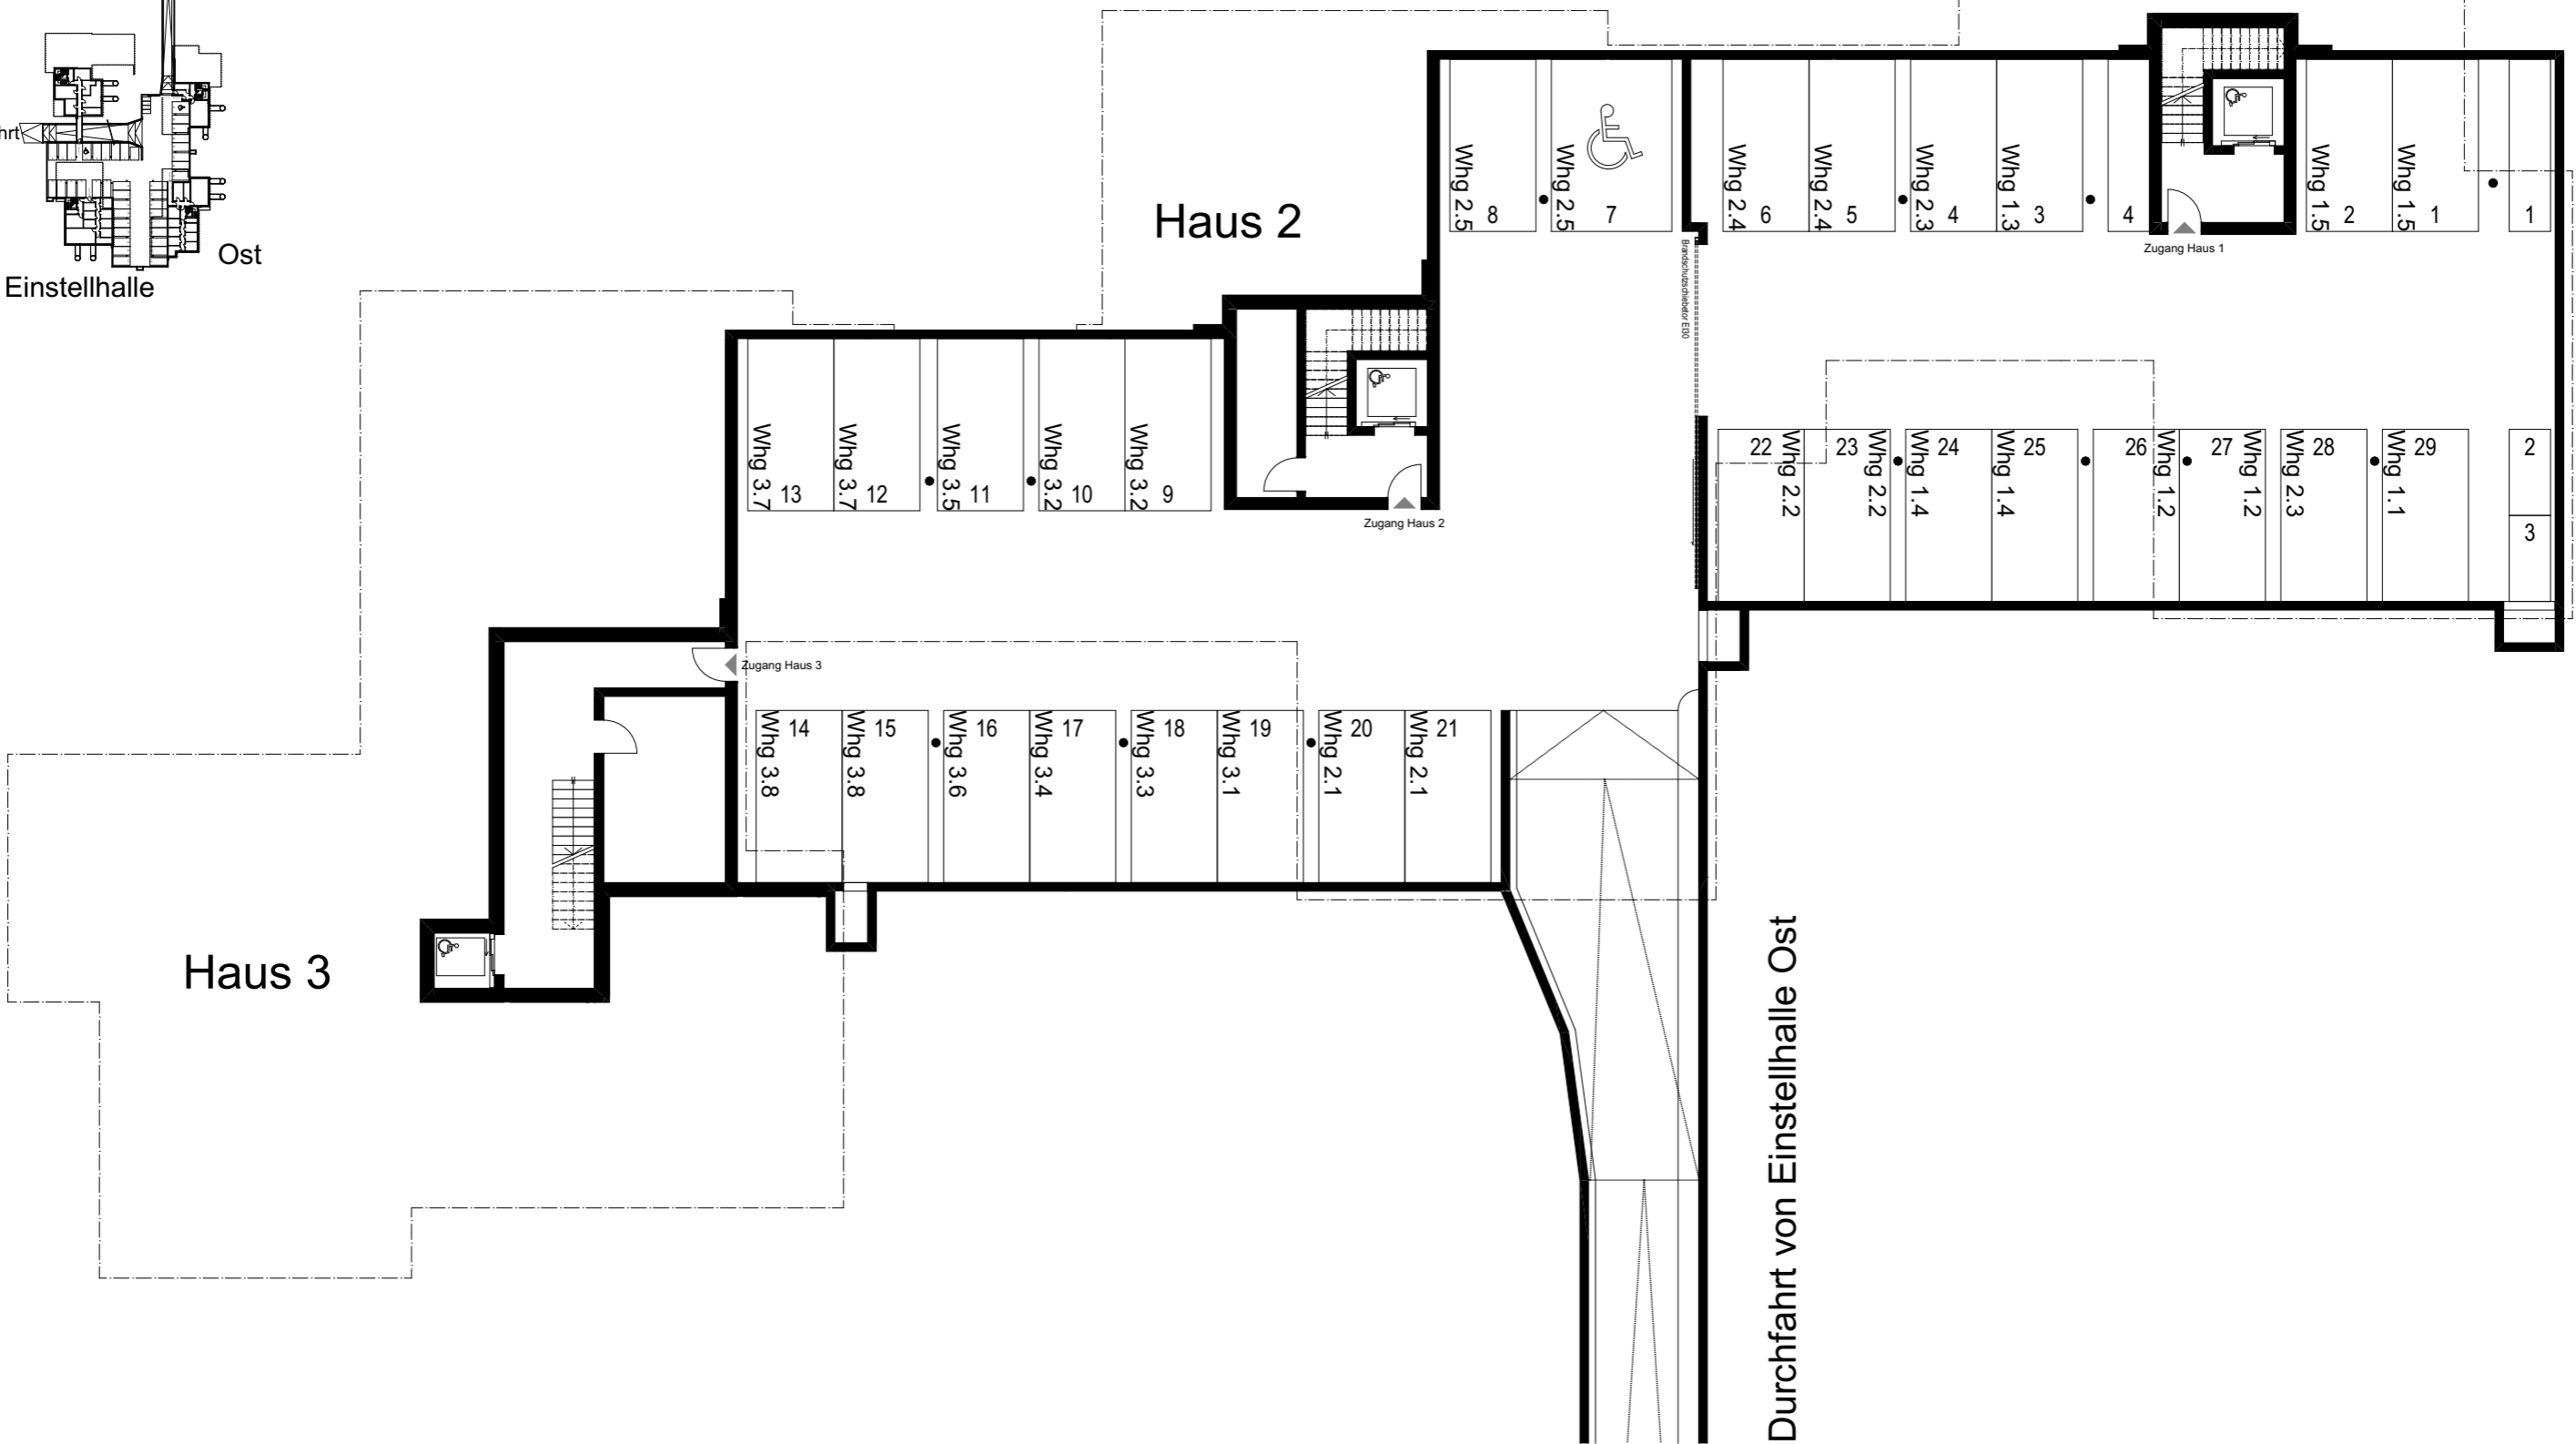 hrt
Ost
Einstellhalle
Haus 2
Whg 2.5
8
Whg 2.5
7
Whg 2.4
6
Whg 2.4
5
Whg 2.3
4
Whg 1.3
3
4
Zugang Haus 1
Whg 1.5
2
Whg 1.5
1
1
Brandschutzschiebetor EI30
Whg 3.7
13
Whg 3.7
12
Whg 3.5
11
Whg 3.2
10
Whg 3.2
9
Zugang Haus 2
22
Whg 2.2
23
Whg 2.2
24
Whg 1.4
25
Whg 1.4
26
Whg 1.2
27
Whg 1.2
28
Whg 2.3
29
Whg 1.1
2
3
Zugang Haus 3
14
Whg 3.8
15
Whg 3.8
16
Whg 3.6
17
Whg 3.4
18
Whg 3.3
19
Whg 3.1
20
Whg 2.1
21
Whg 2.1
Haus 3
Durchfahrt von Einstellhalle Ost